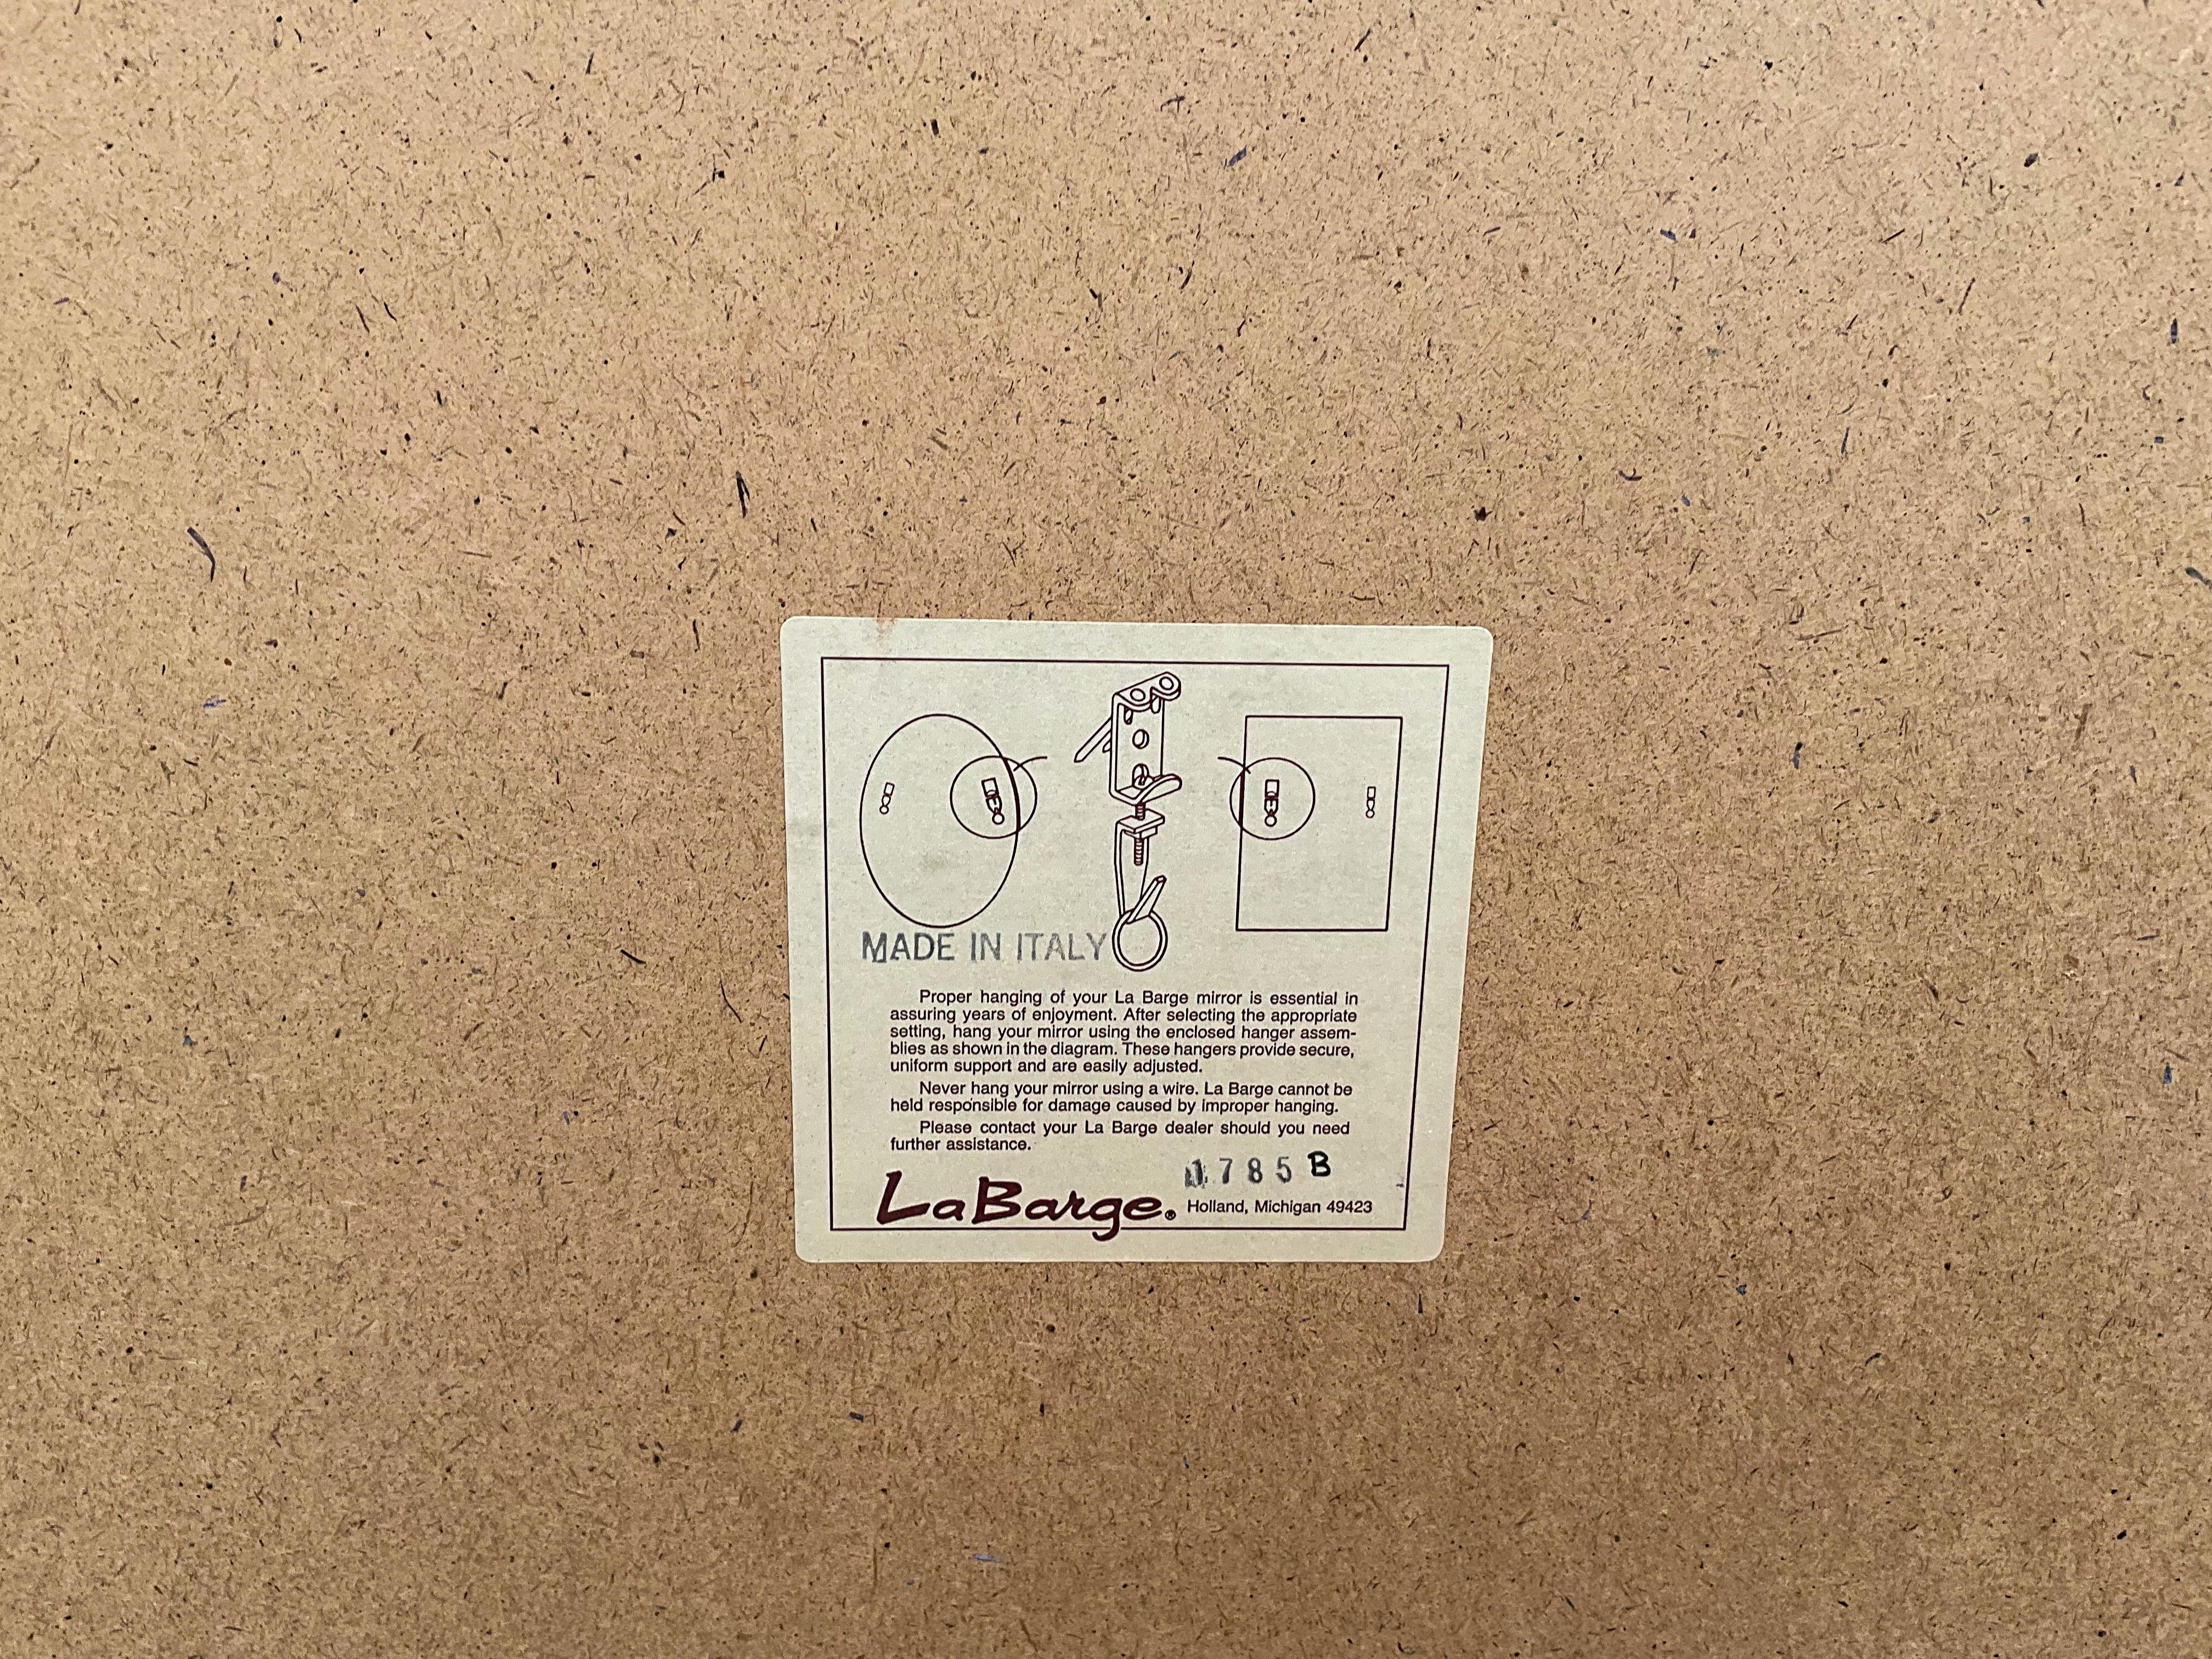 MADE IN ITALY
Proper hanging of your La Barge mirror is essential in
assuring years of enjoyment. After selecting the appropriate
setting, hang your mirror using the enclosed hanger assem-
blies as shown in the diagram. These hangers provide secure,
uniform support and are easily adjusted.
Never hang your mirror using a wire. La Barge cannot be
held responsible for damage caused by improper hanging.
Please contact your La Barge dealer should you need
further assistance.
1785 B
LaBarge® Holland, Michigan 49423